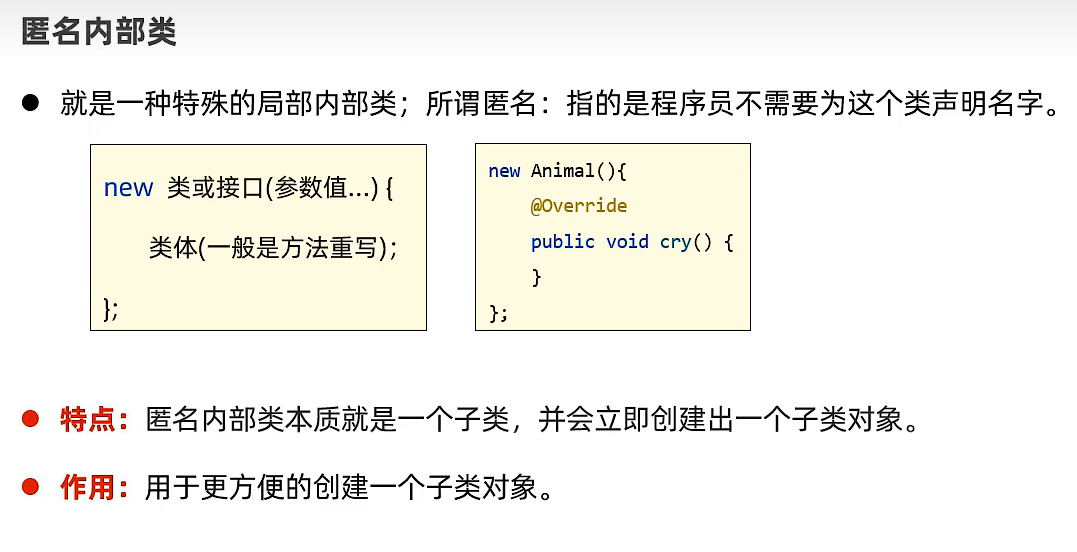 匿名内部类
就是一种特殊的局部内部类；所谓匿名：指的是程序员不需要为这个类声明名字。
new 类或接口(参数值...) {
类体(一般是方法重写);
};
new Animal(){
@Override
public void cry() {
}
};
特点：匿名内部类本质就是一个子类，并会立即创建出一个子类对象。
作用：用于更方便的创建一个子类对象。